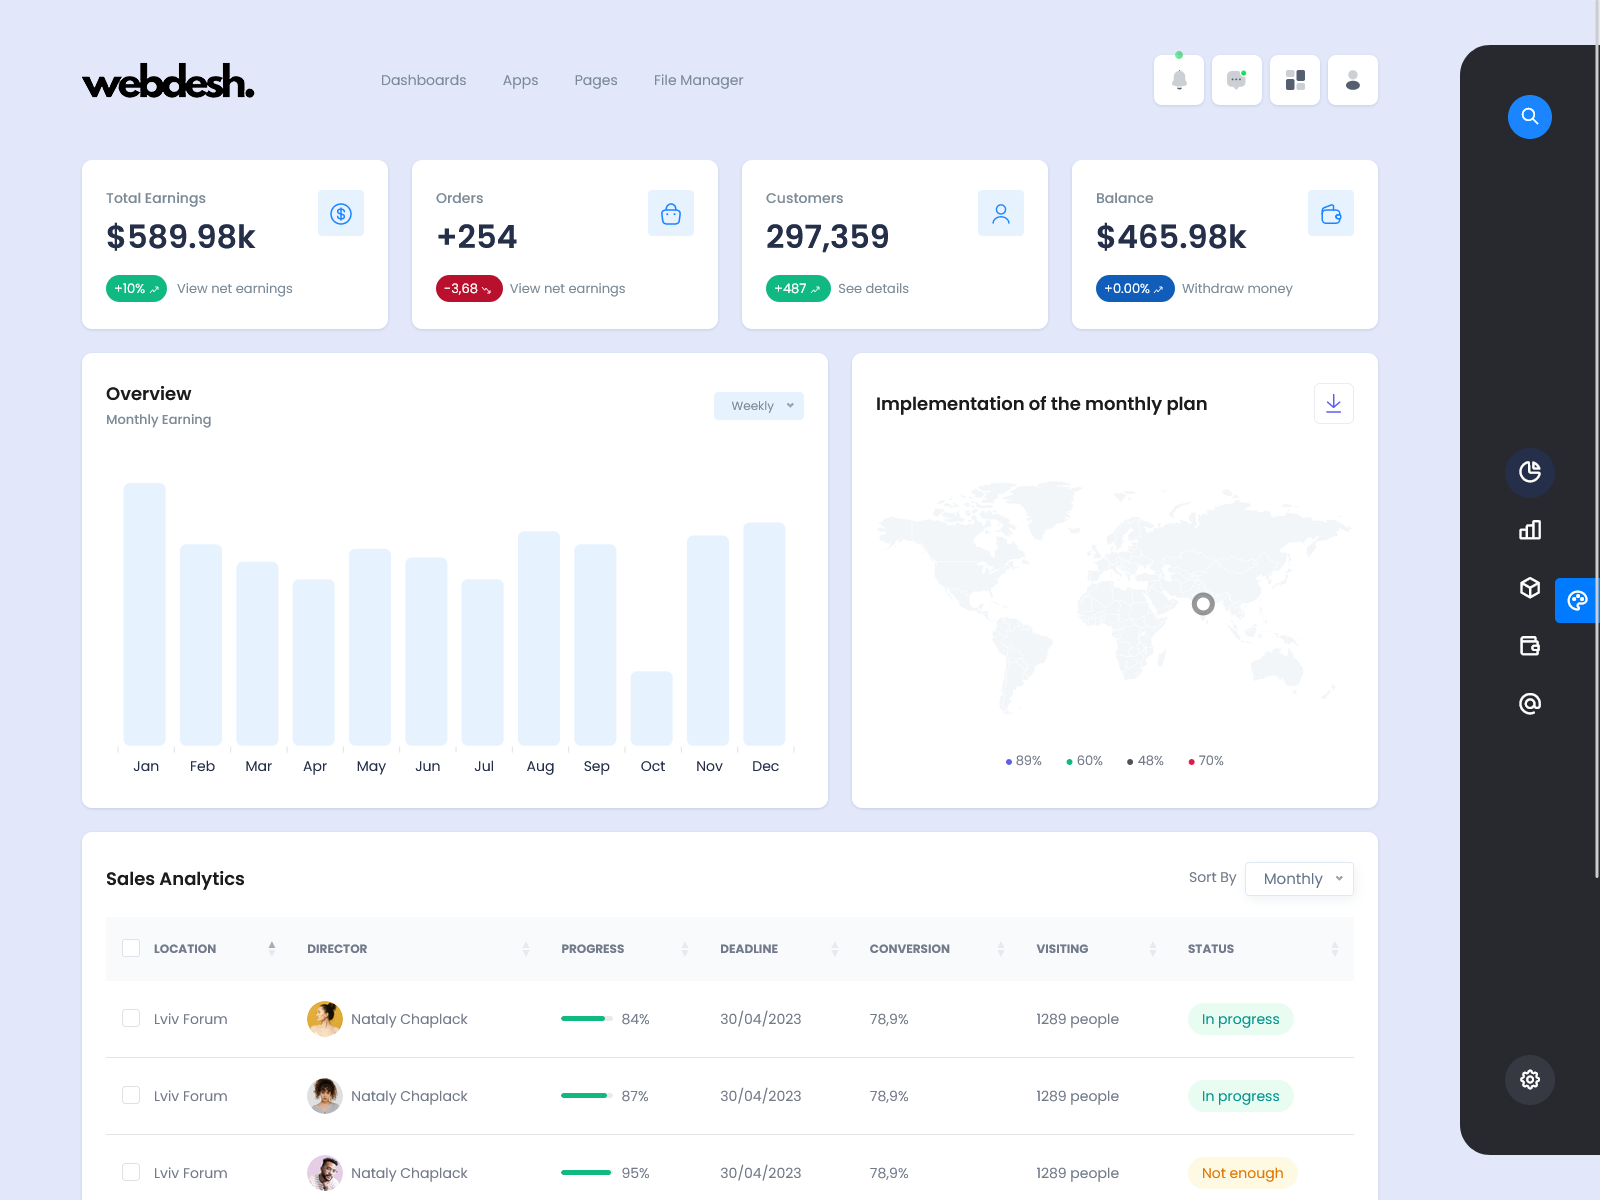 webdesh.
Dashboards Apps Pages File Manager
Total Earnings
$589.98k
+10% View net earnings
Orders
+254
-3,68 View net earnings
Customers
297,359
+487 See details
Balance
$465.98k
+0.00% Withdraw money
Overview
Monthly Earning
Weekly
Jan Feb Mar Apr May Jun Jul Aug Sep Oct Nov Dec
Implementation of the monthly plan
89% 60% 48% 70%
Sales Analytics
Sort By Monthly
LOCATION DIRECTOR PROGRESS DEADLINE CONVERSION VISITING STATUS
Lviv Forum Nataly Chaplack 84% 30/04/2023 78,9% 1289 people In progress
Lviv Forum Nataly Chaplack 87% 30/04/2023 78,9% 1289 people In progress
Lviv Forum Nataly Chaplack 95% 30/04/2023 78,9% 1289 people Not enough